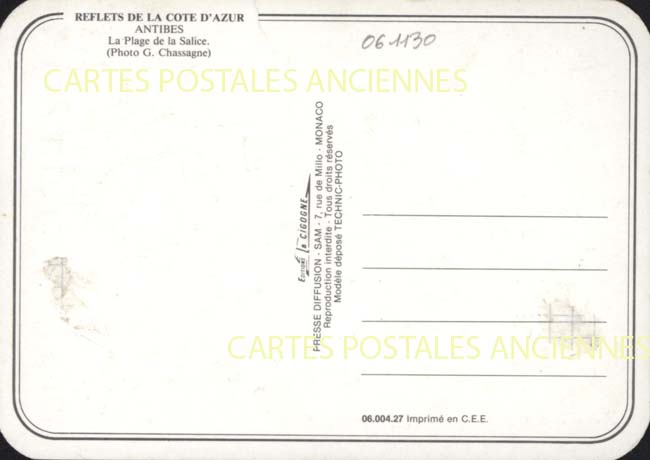 REFLETS DE LA COTE D'AZUR
ANTIBES
La Plage de la Salice.
(Photo G. Chassagne)
061130
CARTES POSTALES ANCIENNES
EDITIONS la CIGOGNE
PRESSE DIFFUSION - SAM - 7, rue de Millo - MONACO
Reproduction interdite - Tous droits réservés
Modèle déposé TECHNIC-PHOTO
CARTES POSTALES ANCIENNES
06.004.27 Imprimé en C.E.E.